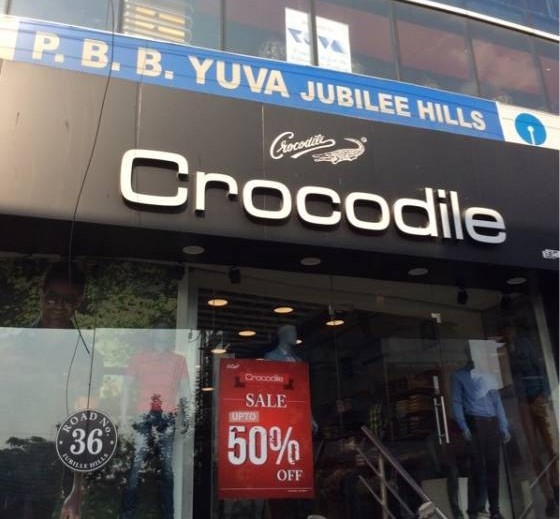 P. B. B. YUVA JUBILEE HILLS
Crocodile
Crocodile
Crocodile
SALE
UPTO
50%
OFF
ROAD NO
36
JUBILEE HILLS